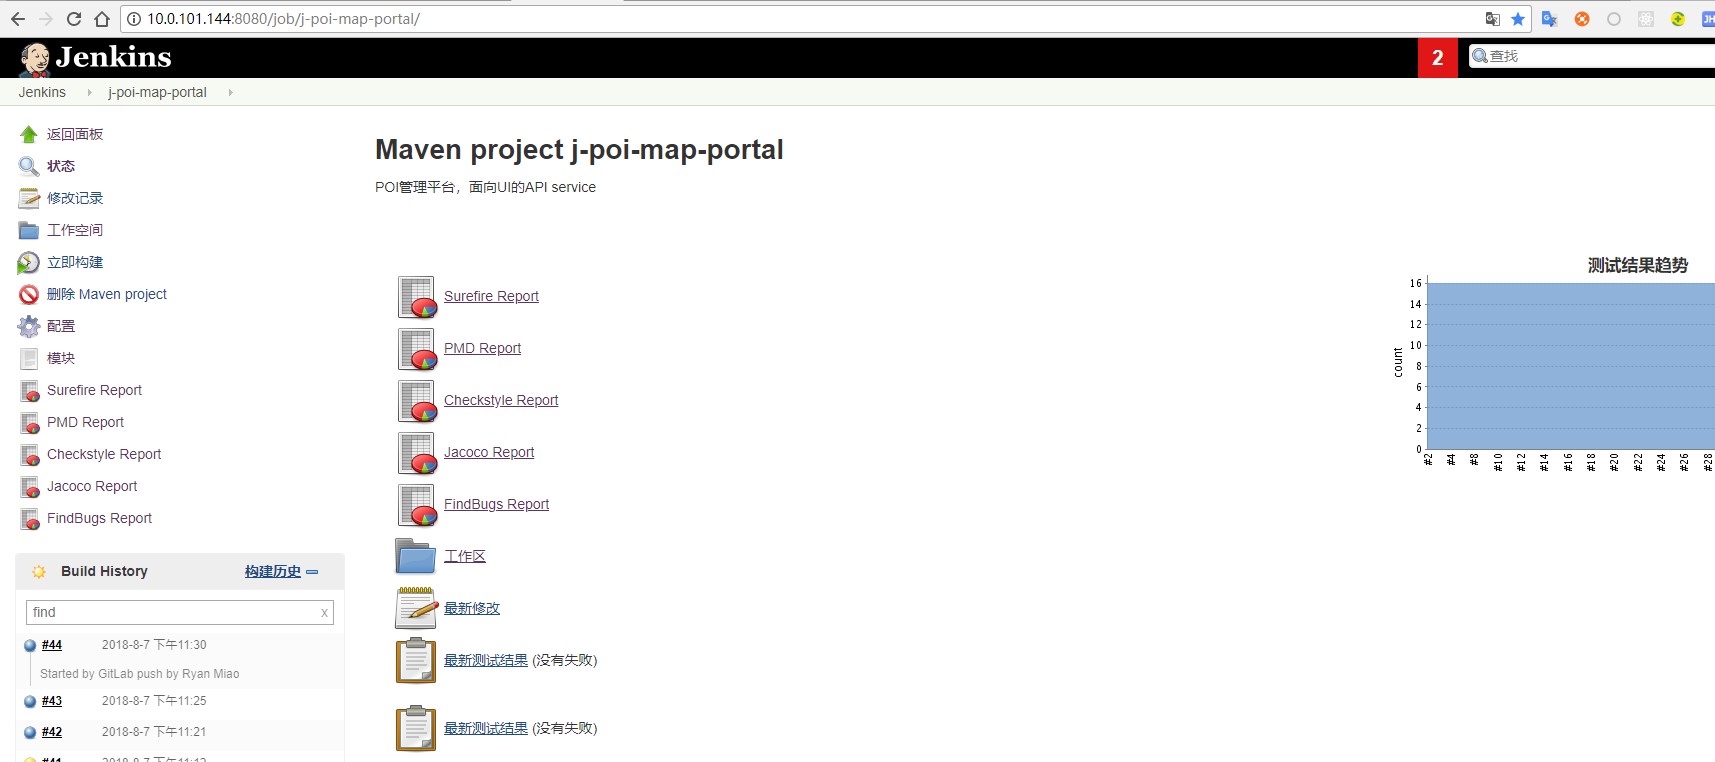 10.0.101.144:8080/job/j-poi-map-portal/
Jenkins
2
查找
Jenkins
j-poi-map-portal
返回面板
状态
修改记录
工作空间
立即构建
删除 Maven project
配置
模块
Surefire Report
PMD Report
Checkstyle Report
Jacoco Report
FindBugs Report
Build History
构建历史
find
x
#44 2018-8-7 下午11:30
Started by GitLab push by Ryan Miao
#43 2018-8-7 下午11:25
#42 2018-8-7 下午11:21
Maven project j-poi-map-portal
POI管理平台，面向UI的API service
Surefire Report
PMD Report
Checkstyle Report
Jacoco Report
FindBugs Report
工作区
最新修改
最新测试结果 (没有失败)
最新测试结果 (没有失败)
测试结果趋势
count
16
14
12
10
8
6
4
2
0
#2 #4 #8 #10 #12 #14 #16 #18 #20 #22 #24 #26 #28